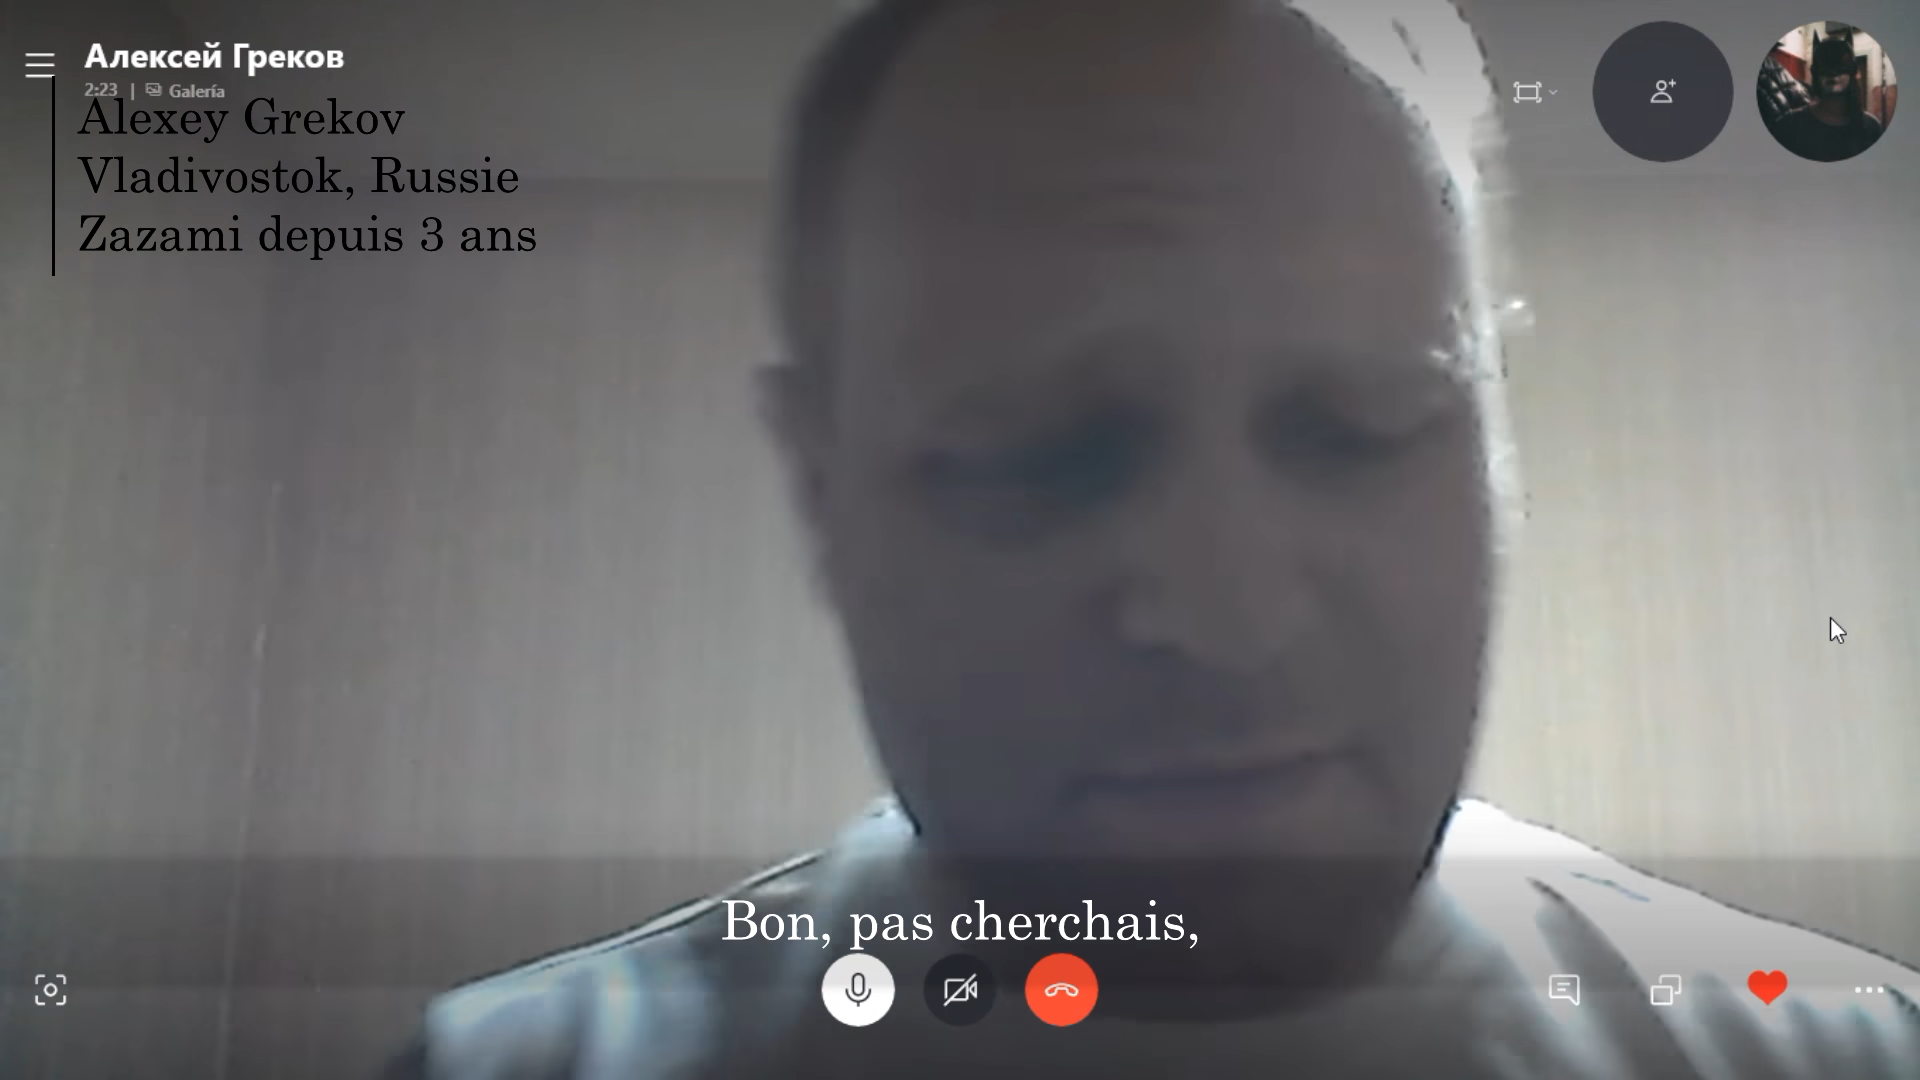 Алексей Греков
2:23 | Galería
Alexey Grekov
Vladivostok, Russie
Zazami depuis 3 ans
Bon, pas cherchais,